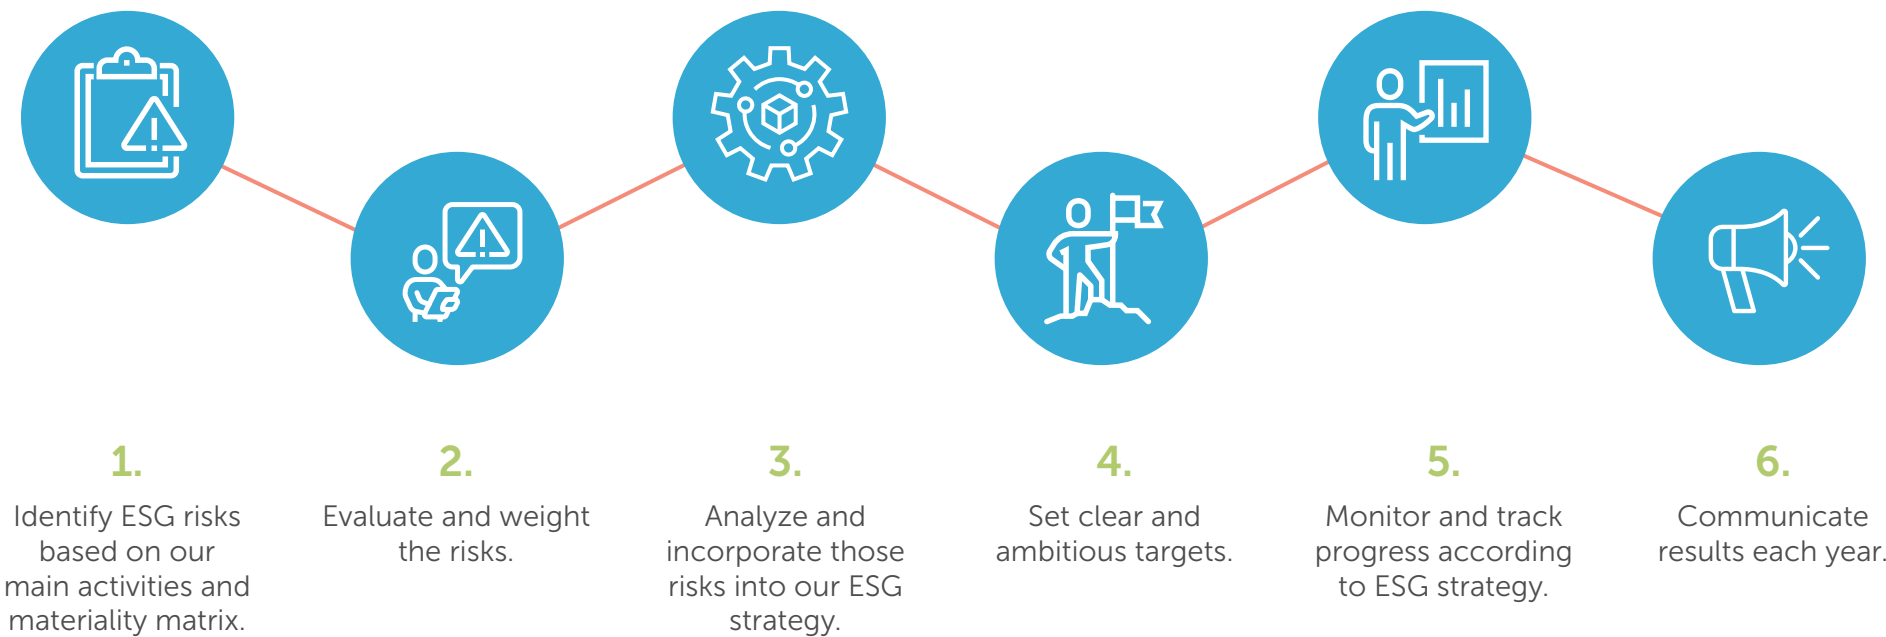 1.
Identify ESG risks
based on our
main activities and
materiality matrix.
2.
Evaluate and weight
the risks.
3.
Analyze and
incorporate those
risks into our ESG
strategy.
4.
Set clear and
ambitious targets.
5.
Monitor and track
progress according
to ESG strategy.
6.
Communicate
results each year.